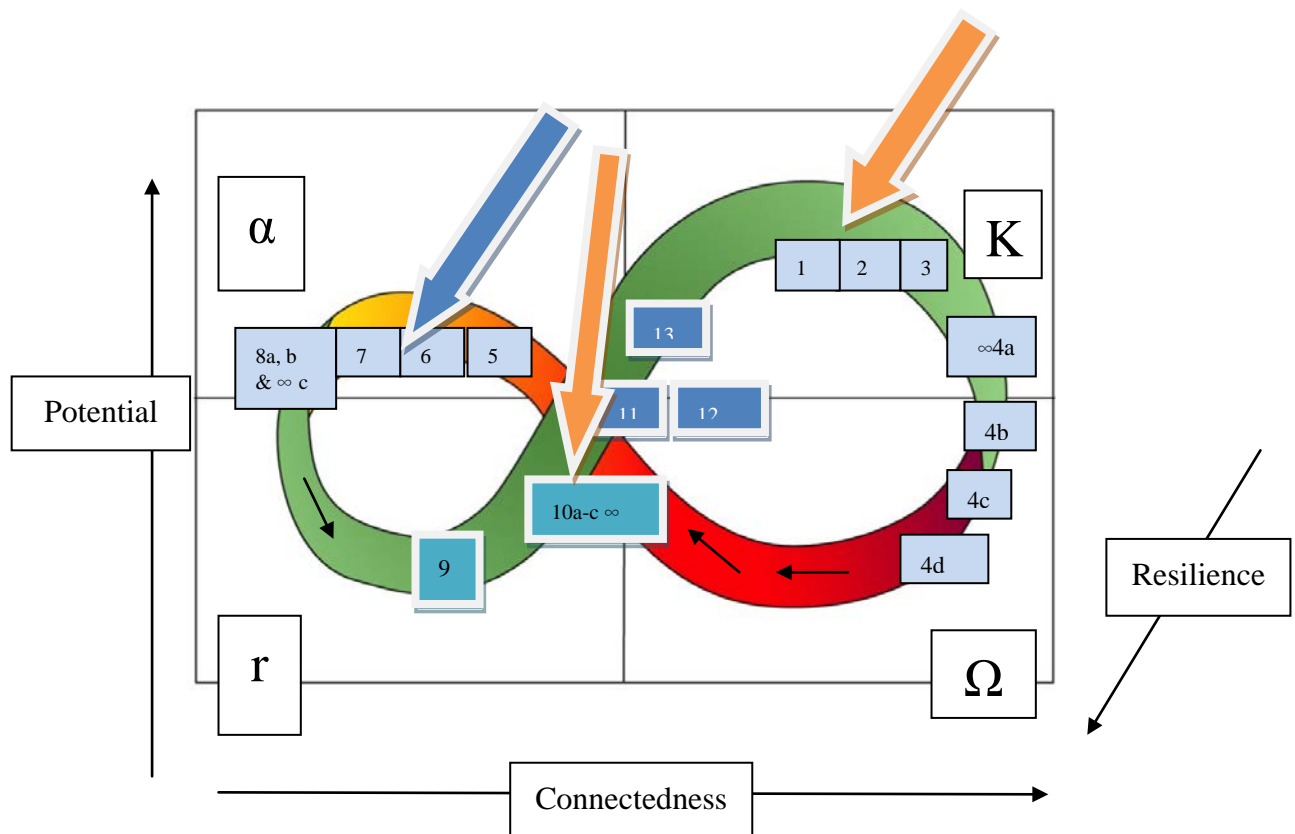 α
K
1
2
3
13
8a, b
& ∞ c
7
6
5
∞4a
Potential
11
12
4b
4c
10a-c ∞
9
4d
Resilience
r
Ω
Connectedness